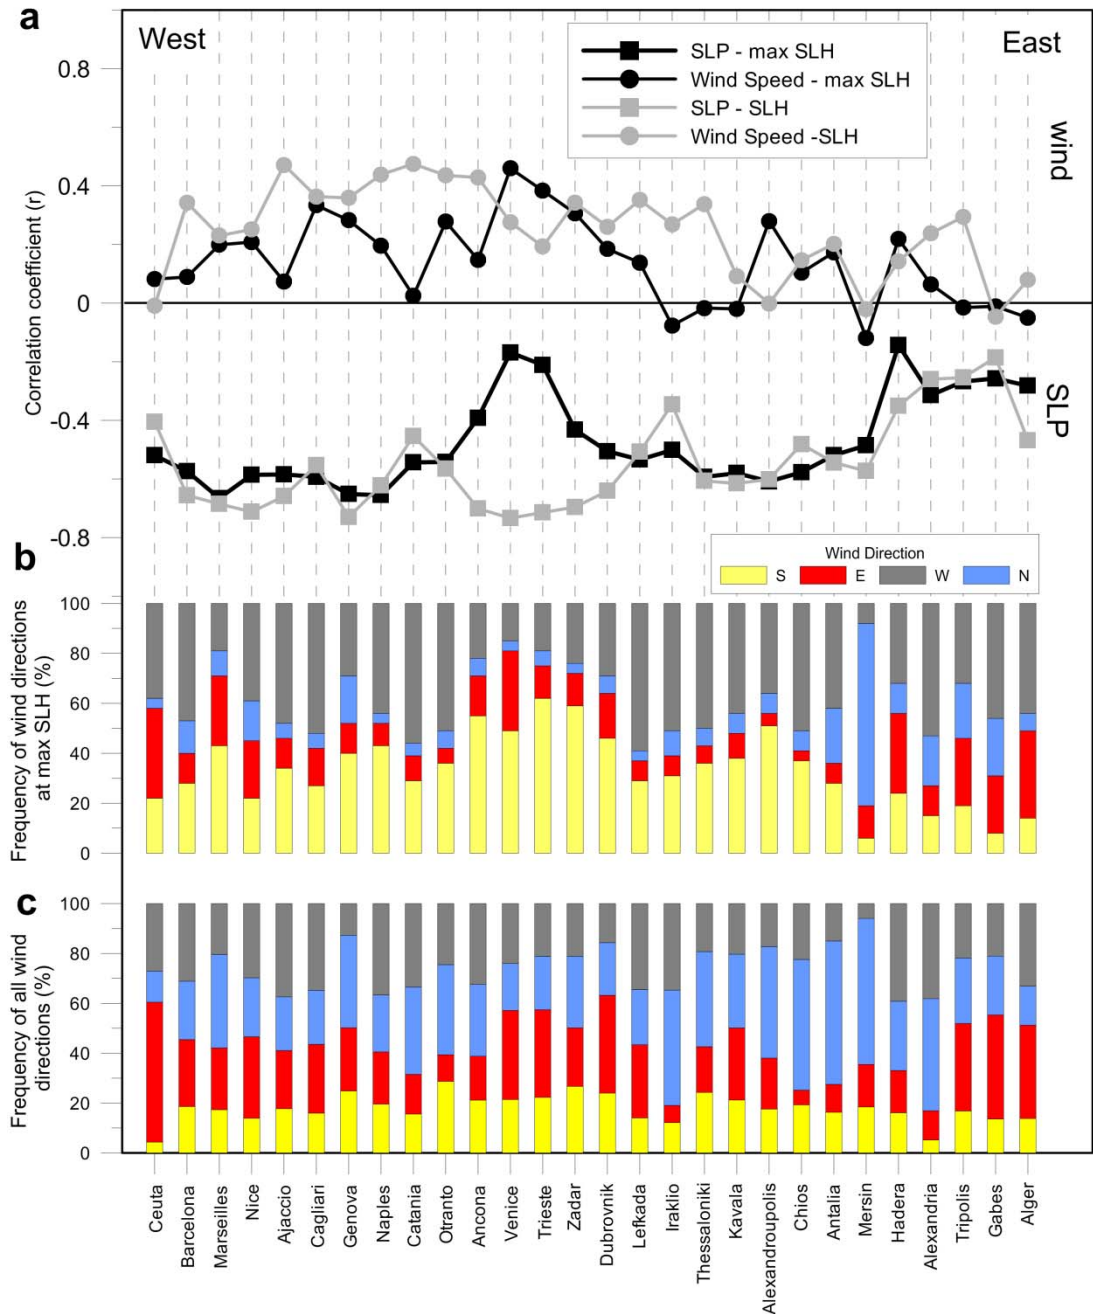 a
West
East
SLP - max SLH
Wind Speed - max SLH
SLP - SLH
Wind Speed -SLH
wind
SLP
Correlation coefficient (r)
0.8
0.4
0
-0.4
-0.8
b
Wind Direction
S
E
W
N
Frequency of wind directions
at max SLH (%)
100
80
60
40
20
0
c
Frequency of all wind
directions (%)
100
80
60
40
20
0
Ceuta
Barcelona
Marseilles
Nice
Ajaccio
Cagliari
Genova
Naples
Catania
Otranto
Ancona
Venice
Trieste
Zadar
Dubrovnik
Lefkada
Iraklio
Thessaloniki
Kavala
Alexandroupolis
Chios
Antalia
Mersin
Hadera
Alexandria
Tripolis
Gabes
Alger